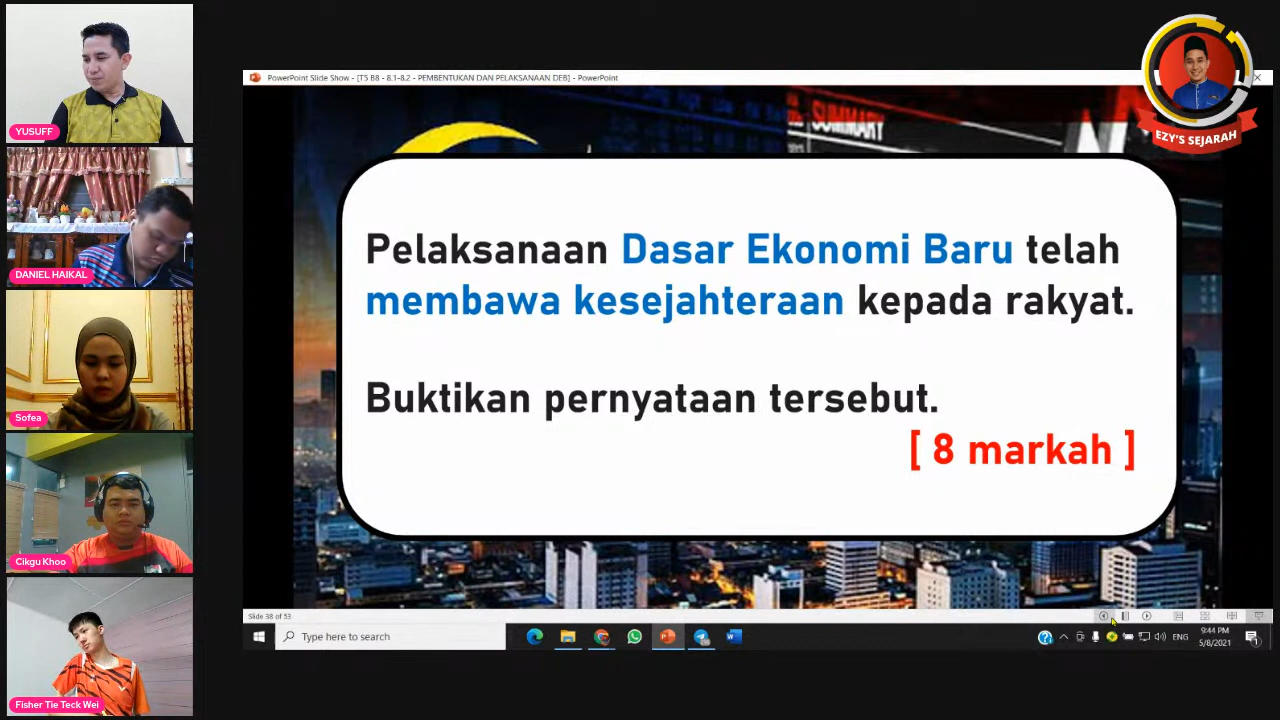 YUSUFF
DANIEL HAIKAL
Sofea
Cikgu Khoo
Fisher Tie Teck Wei
PowerPoint Slide Show - [T5 B8 - 8.1-8.2 - PEMBENTUKAN DAN PELAKSANAAN DEB] - PowerPoint
EZY'S SEJARAH
SUMMARY
Pelaksanaan Dasar Ekonomi Baru telah
membawa kesejahteraan kepada rakyat.
Buktikan pernyataan tersebut.
[ 8 markah ]
Slide 38 of 53
Type here to search
ENG
9:44 PM
5/8/2021